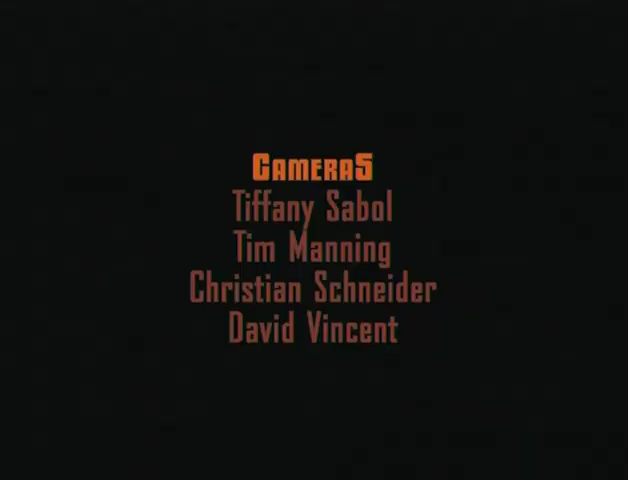 CAMERAS
Tiffany Sabol
Tim Manning
Christian Schneider
David Vincent